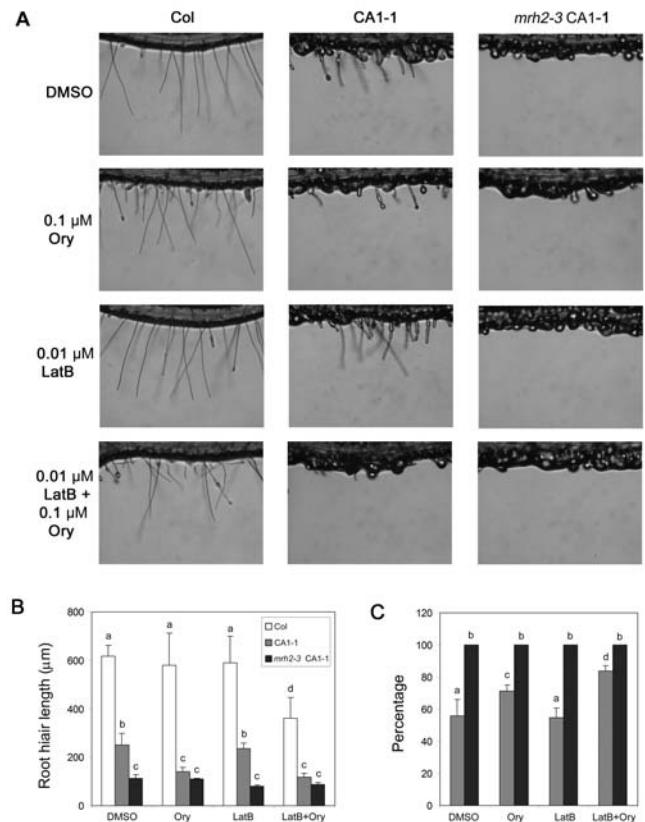 A
Col
CA1-1
mrh2-3 CA1-1
DMSO
0.1 µM
Ory
0.01 µM
LatB
0.01 µM
LatB +
0.1 µM
Ory
B
Root hiair length (µm)
800
600
400
200
0
a
b
c
a
c
c
a
b
c
d
c
c
Col
CA1-1
mrh2-3 CA1-1
DMSO
Ory
LatB
LatB+Ory
C
Percentage
120
100
80
60
40
20
0
a
b
c
b
a
b
d
b
DMSO
Ory
LatB
LatB+Ory